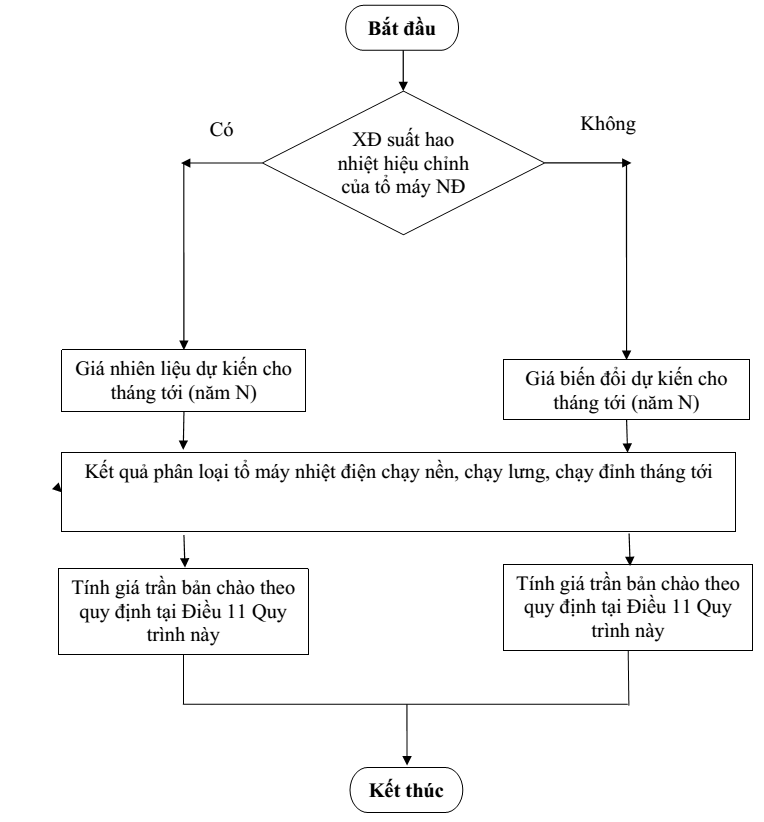 Bắt đầu
Có
Không
XĐ suất hao
nhiệt hiệu chỉnh
của tổ máy NĐ
Giá nhiên liệu dự kiến cho
tháng tới (năm N)
Giá biến đổi dự kiến cho
tháng tới (năm N)
Kết quả phân loại tổ máy nhiệt điện chạy nền, chạy lưng, chạy đỉnh tháng tới
Tính giá trần bản chào theo
quy định tại Điều 11 Quy
trình này
Tính giá trần bản chào theo
quy định tại Điều 11 Quy
trình này
Kết thúc